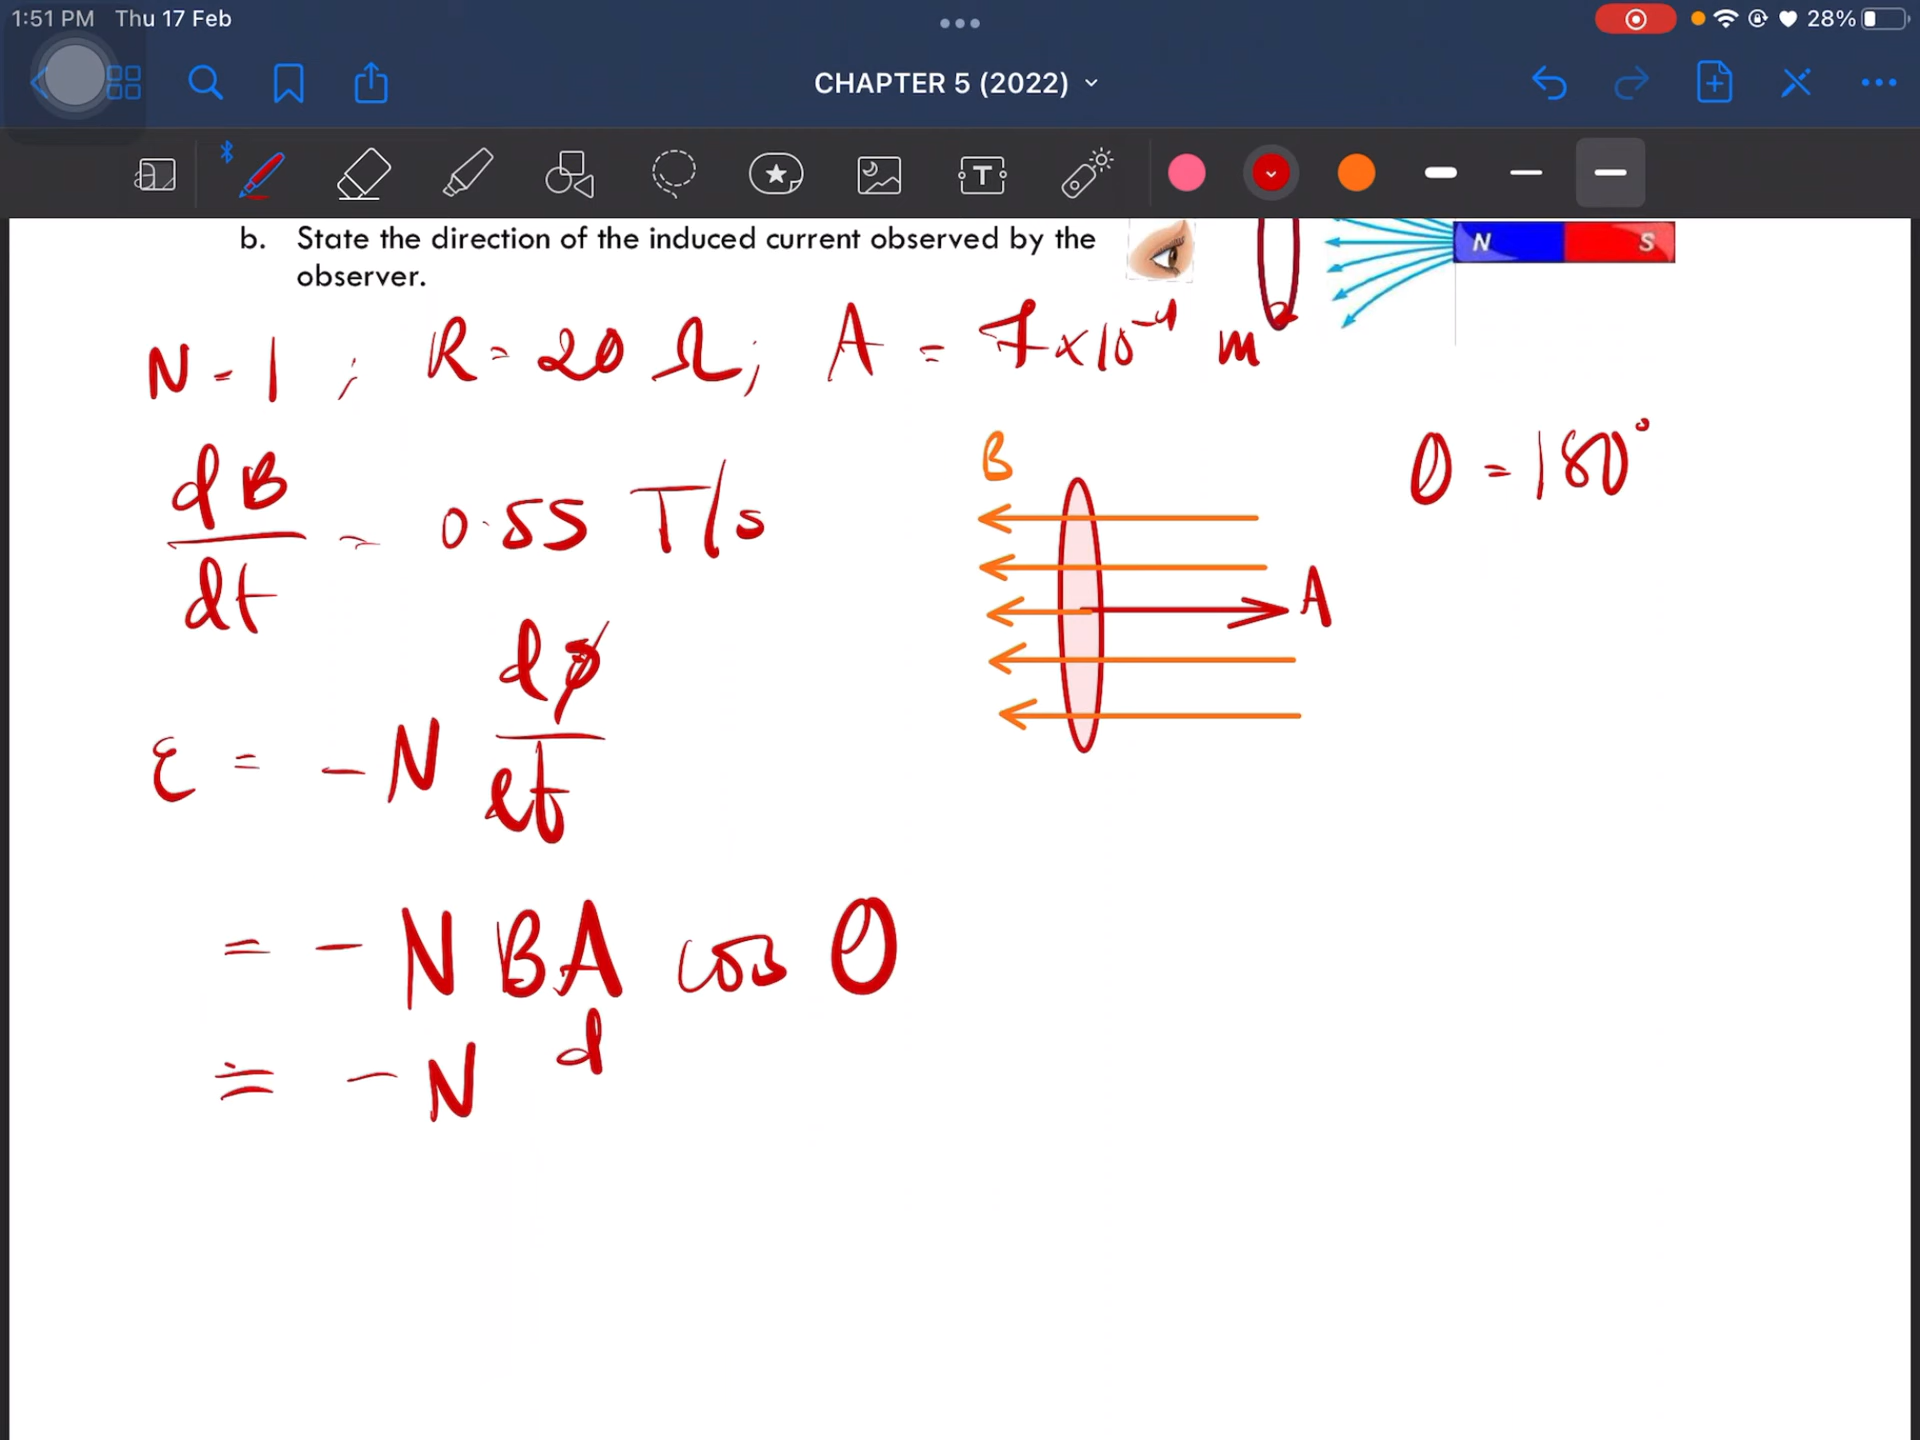 1:51 PM Thu 17 Feb
28%
CHAPTER 5 (2022)
b. State the direction of the induced current observed by the
observer.
N S
N = 1 ; R = 20 Ω; A = 7 × 10⁻⁴ m²
dB/dt = 0.55 T/s
B
A
θ = 180°
ε = - N dφ/dt
= - N BA cos θ
= - N d